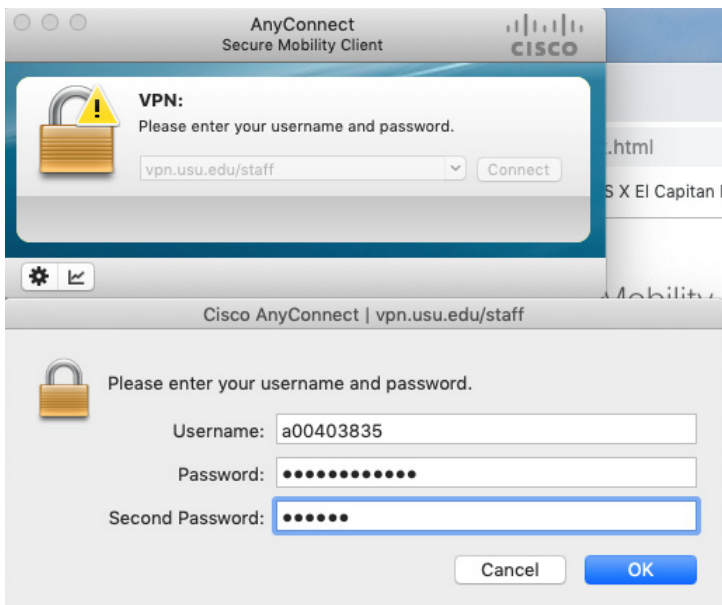 AnyConnect
Secure Mobility Client
CISCO
VPN:
Please enter your username and password.
vpn.usu.edu/staff
Connect
.html
S X El Capitan
Mobility
Cisco AnyConnect | vpn.usu.edu/staff
Please enter your username and password.
Username: a00403835
Password: ••••••••••••
Second Password: ••••••
Cancel OK